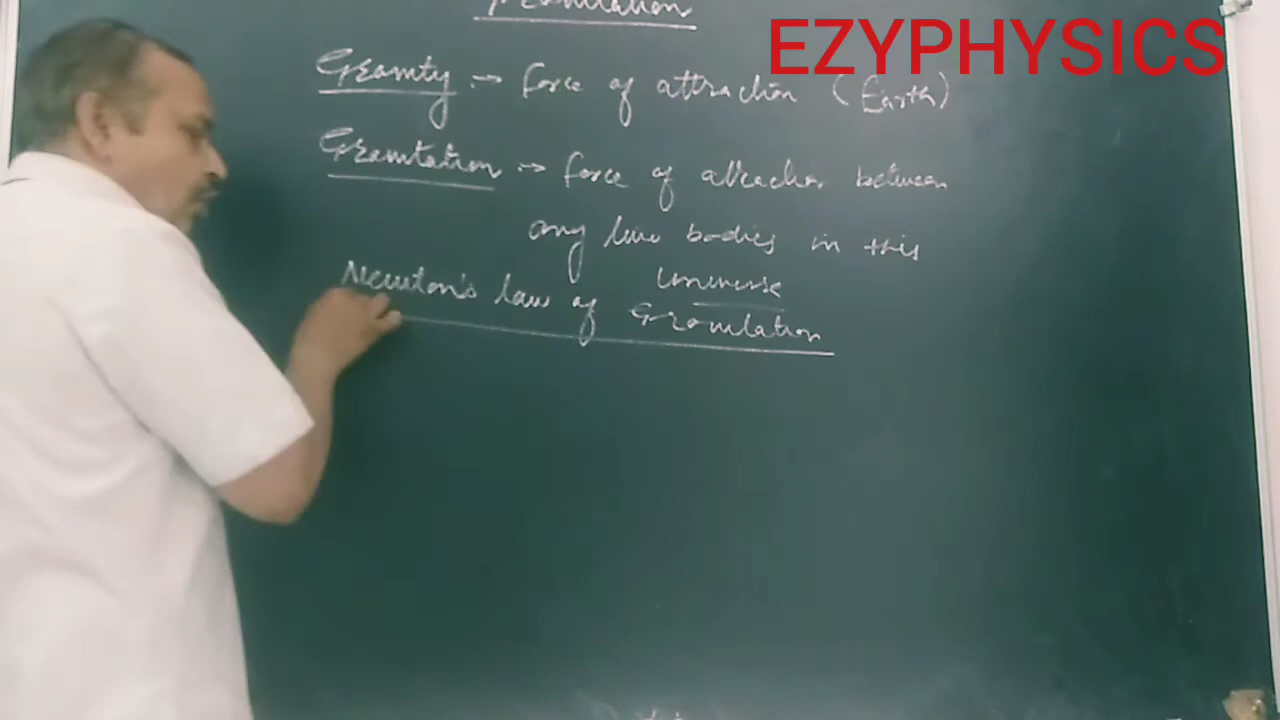 Gravitation
EZYPHYSICS
Gravity :→ Force of attraction (Earth)
Gravitation :→ Force of attraction between
any two bodies in this
universe
Newton's law of Gravitation